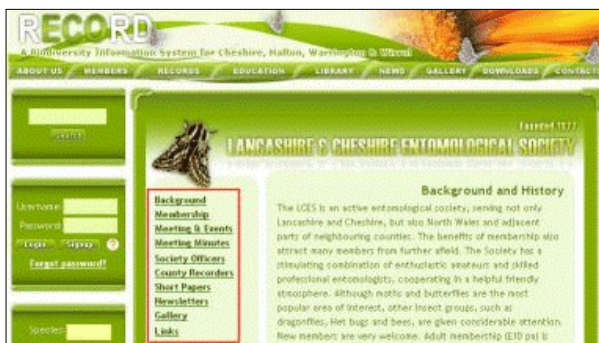 RECORD
A Biodiversity Information System for Cheshire, Halton, Warrington & Wirral
ABOUT US MEMBERS RECORDS EDUCATION LIBRARY NEWS GALLERY DOWNLOADS CONTACT
Search
Founded 1877
LANCASHIRE & CHESHIRE ENTOMOLOGICAL SOCIETY
Username:
Password:
Login Signup ?
Forgot password?
Species:
Background
Membership
Meeting & Events
Meeting Minutes
Society Officers
County Recorders
Short Papers
Newsletters
Gallery
Links
Background and History
The LCES is an active entomological society, serving not only
Lancashire and Cheshire, but also North Wales and adjacent
parts of neighbouring counties. The benefits of membership also
attract many members from further afield. The Society has a
stimulating combination of enthusiastic amateurs and skilled
professional entomologists, cooperating in a helpful friendly
atmosphere. Although moths and butterflies are the most
popular area of interest, other insect groups, such as
dragonflies, Het bugs and bees, are given considerable attention.
New members are very welcome. Adult membership (£10 pa) is